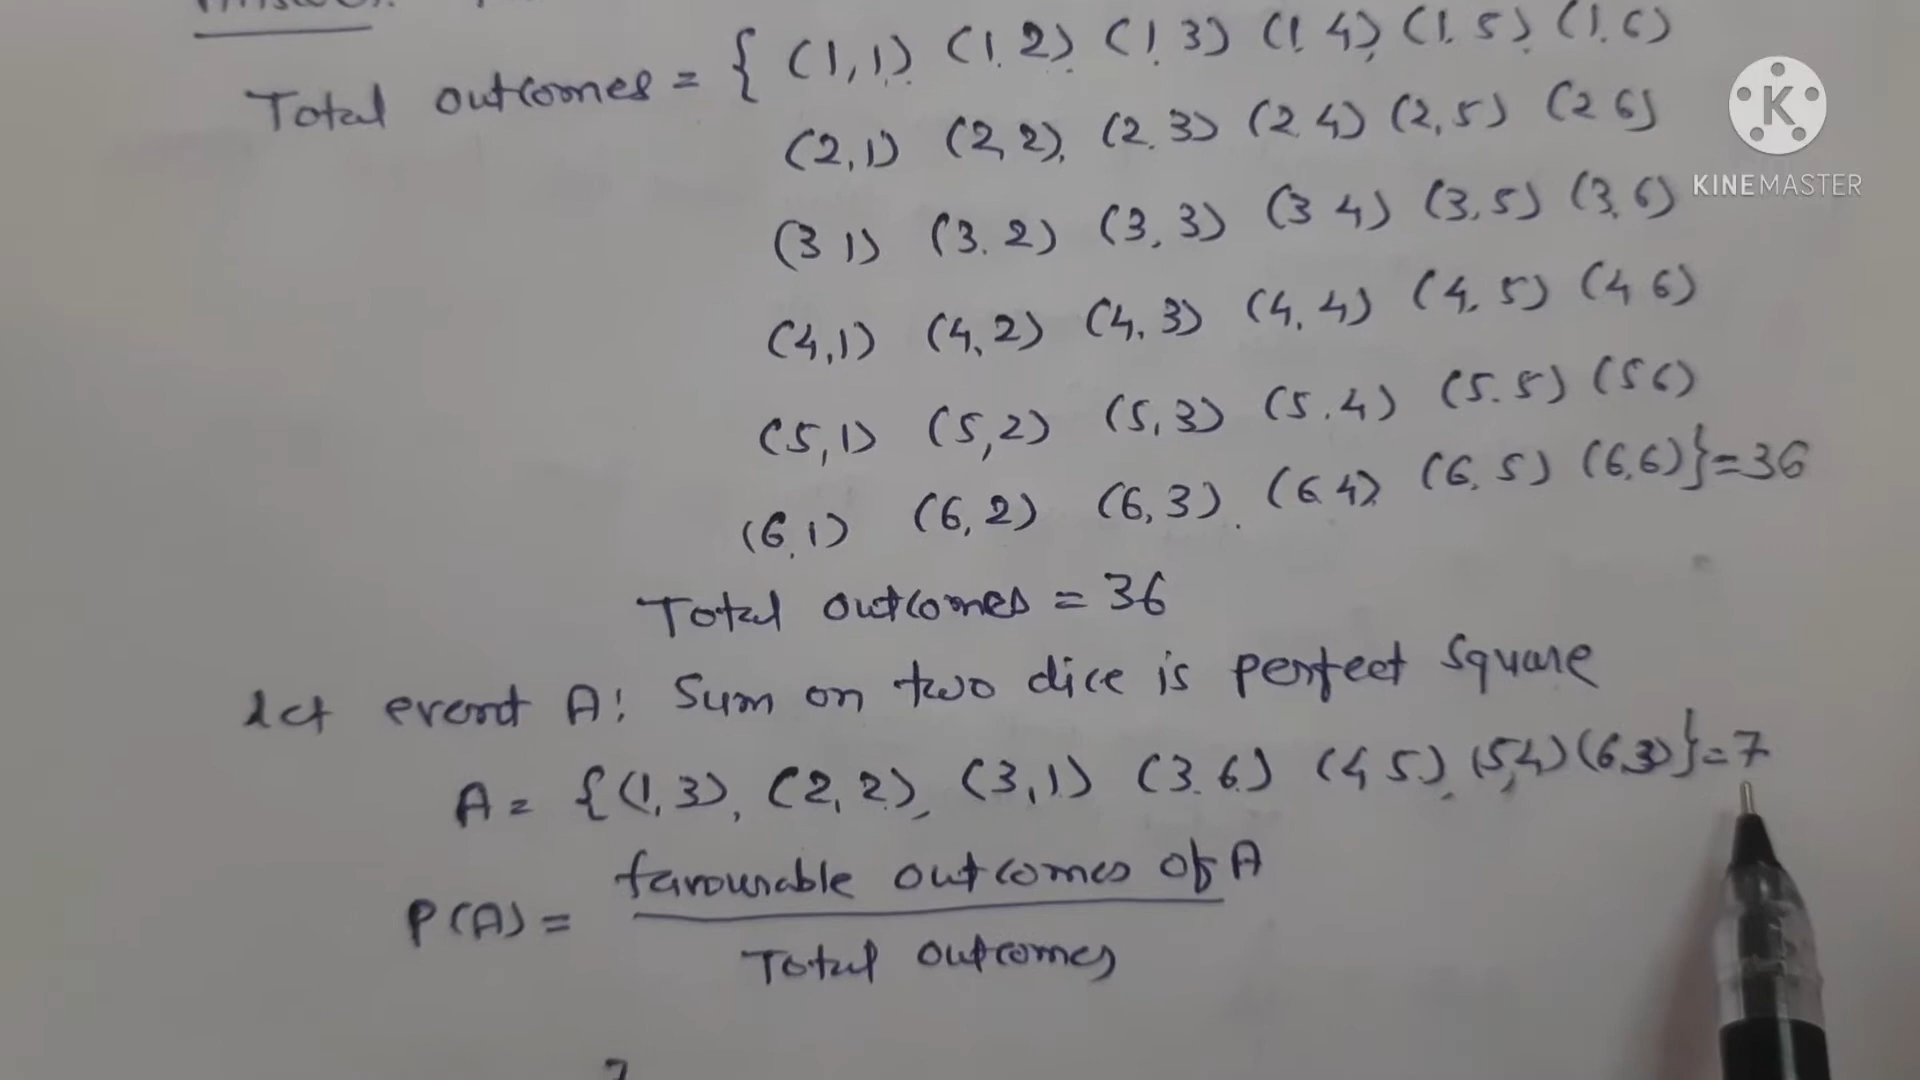 Total outcomes = { (1,1) (1,2) (1,3) (1,4) (1,5) (1,6)
(2,1) (2,2), (2,3) (2 4) (2,5) (2 6)
K
KINEMASTER
(3 1) (3.2) (3,3) (3 4) (3,5) (3,6)
(4,1) (4,2) (4,3) (4,4) (4,5) (4 6)
(5,1) (5,2) (5,3) (5.4) (5.5) (5 6)
(6,1) (6,2) (6,3). (6 4) (6,5) (6,6)} = 36
Total outcomes = 36
let event A: Sum on two dice is perfect square
A = {(1,3), (2,2), (3,1) (3.6) (4 5), (5,4) (6,3)} = 7
P(A) = favourable outcomes of A
Total outcomes